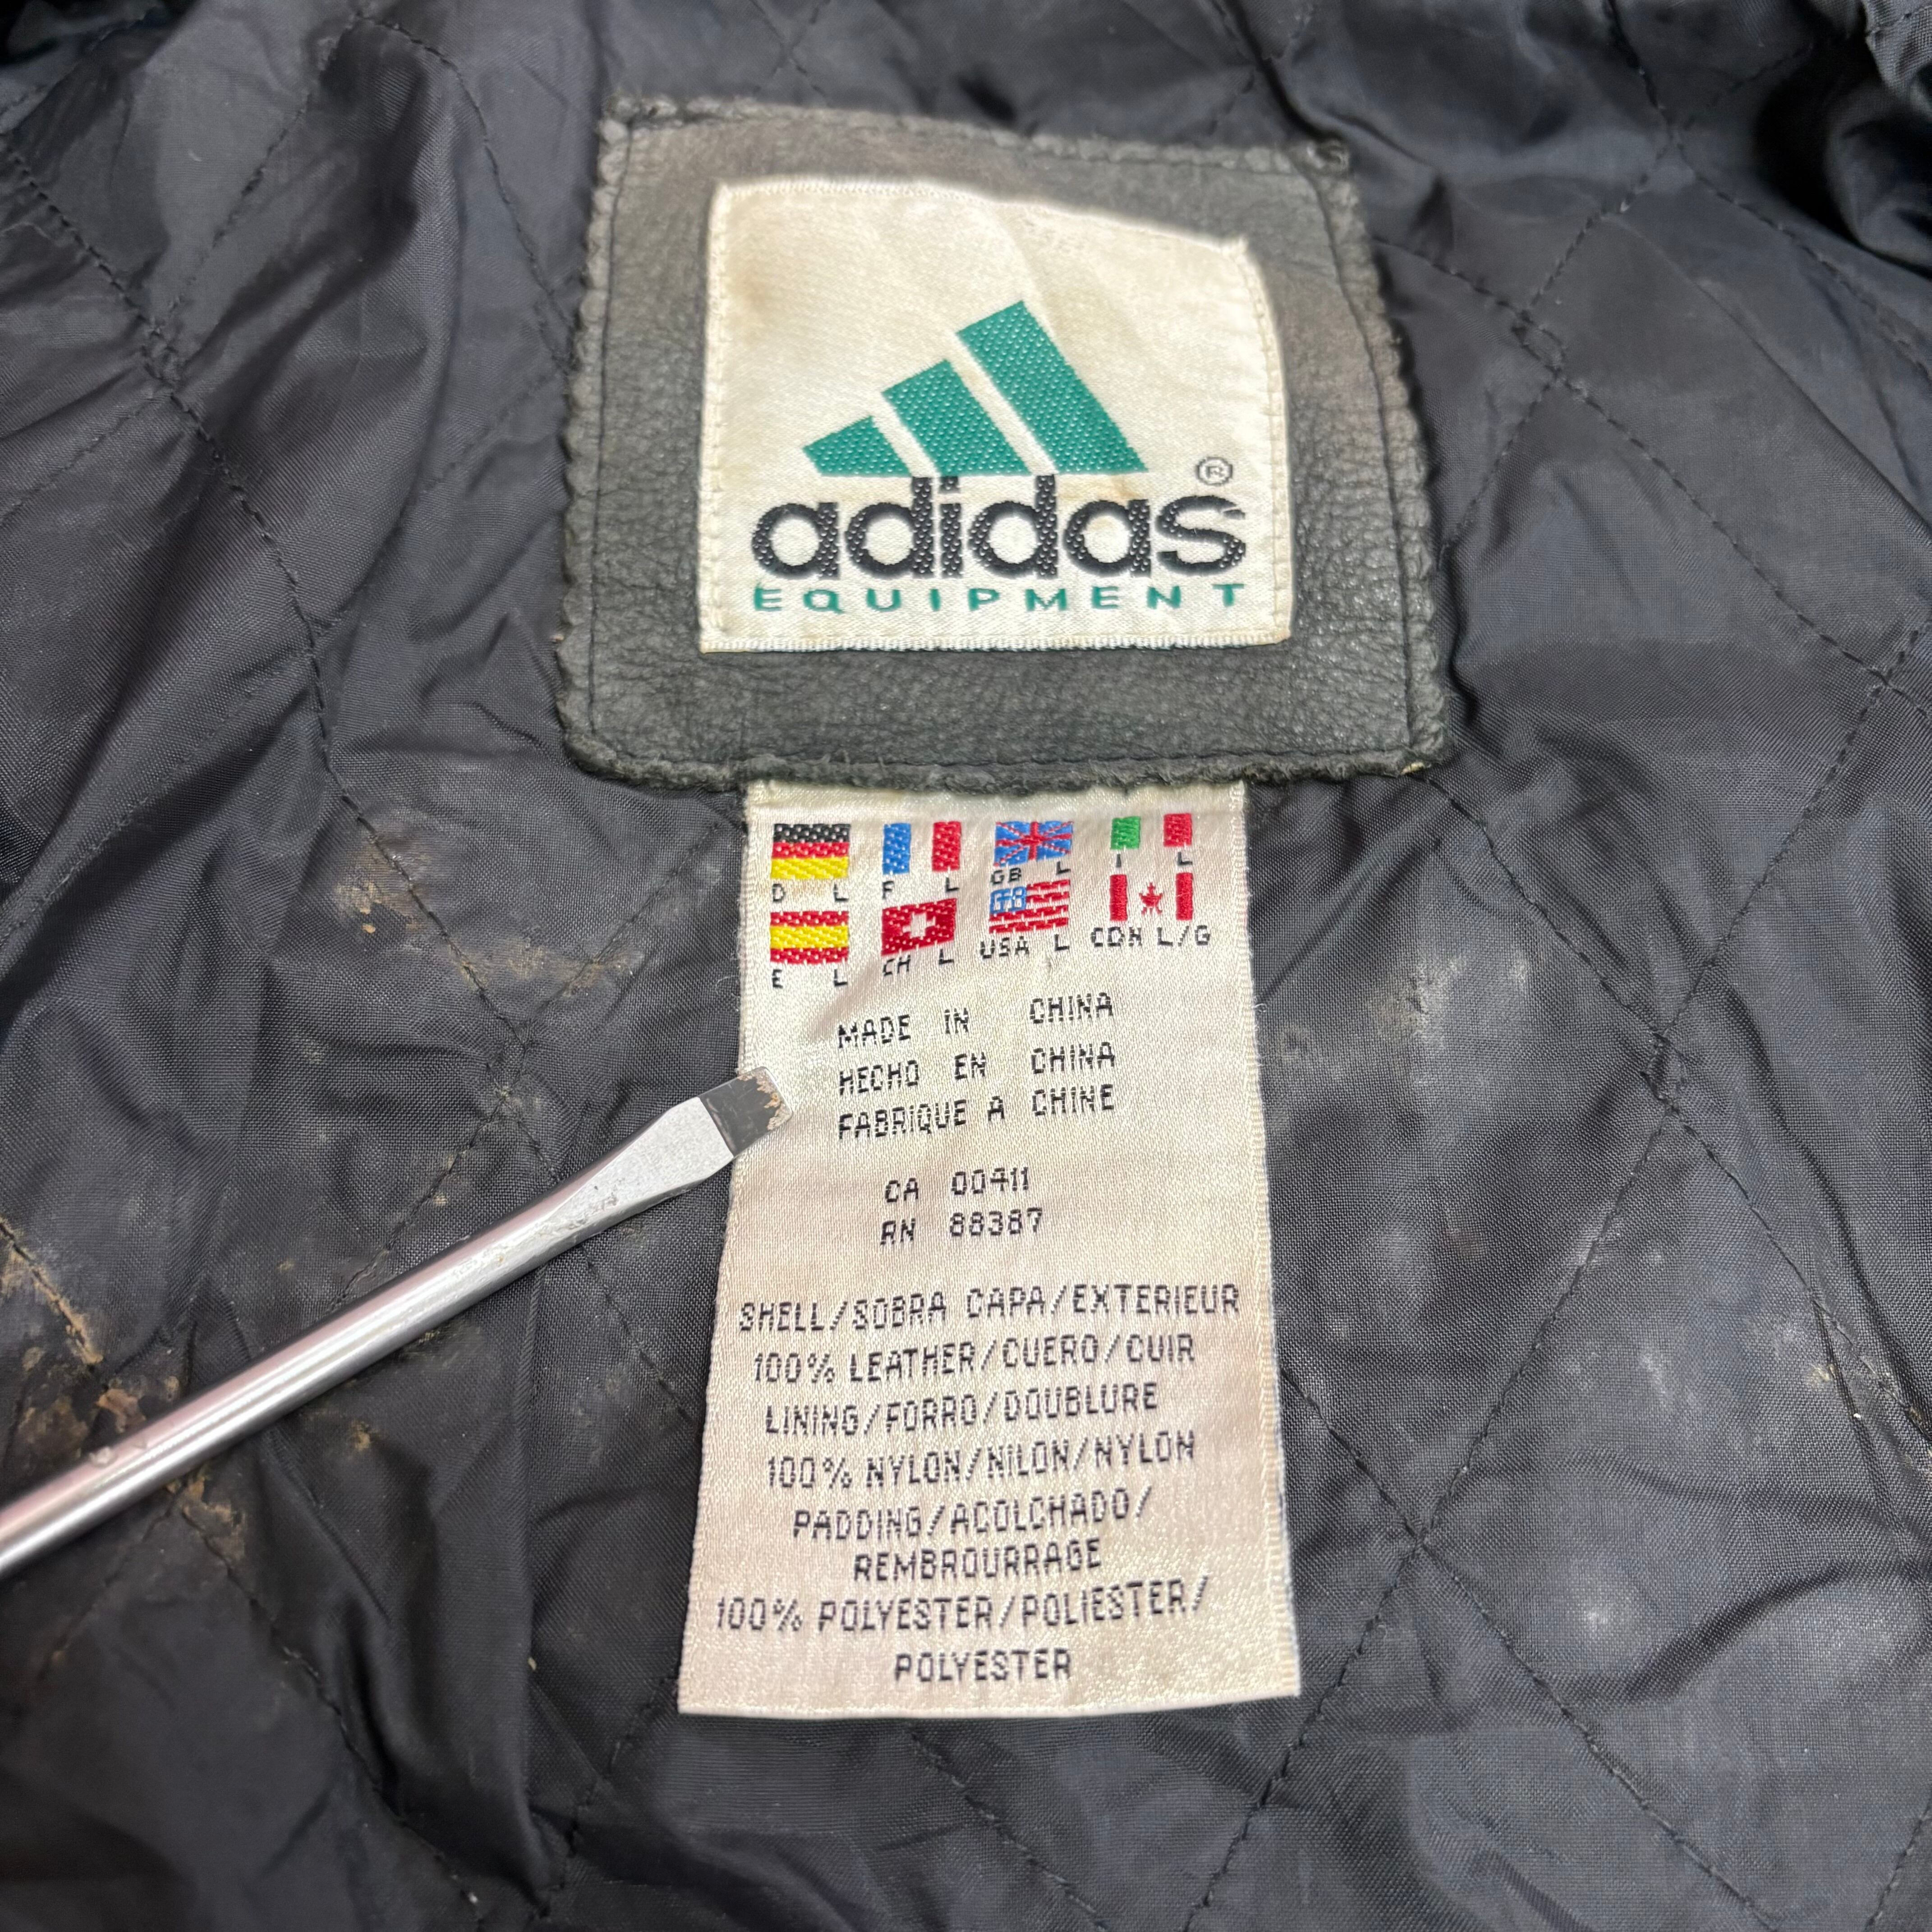 adidas®
EQUIPMENT
D L F L GB L I L
E L CH L USA L CDN L/G
MADE IN CHINA
HECHO EN CHINA
FABRIQUE A CHINE
CA 00411
RN 88387
SHELL/SOBRA CAPA/EXTERIEUR
100% LEATHER/CUERO/CUIR
LINING/FORRO/DOUBLURE
100% NYLON/NILON/NYLON
PADDING/ACOLCHADO/
REMBROURRAGE
100% POLYESTER/POLIESTER/
POLYESTER